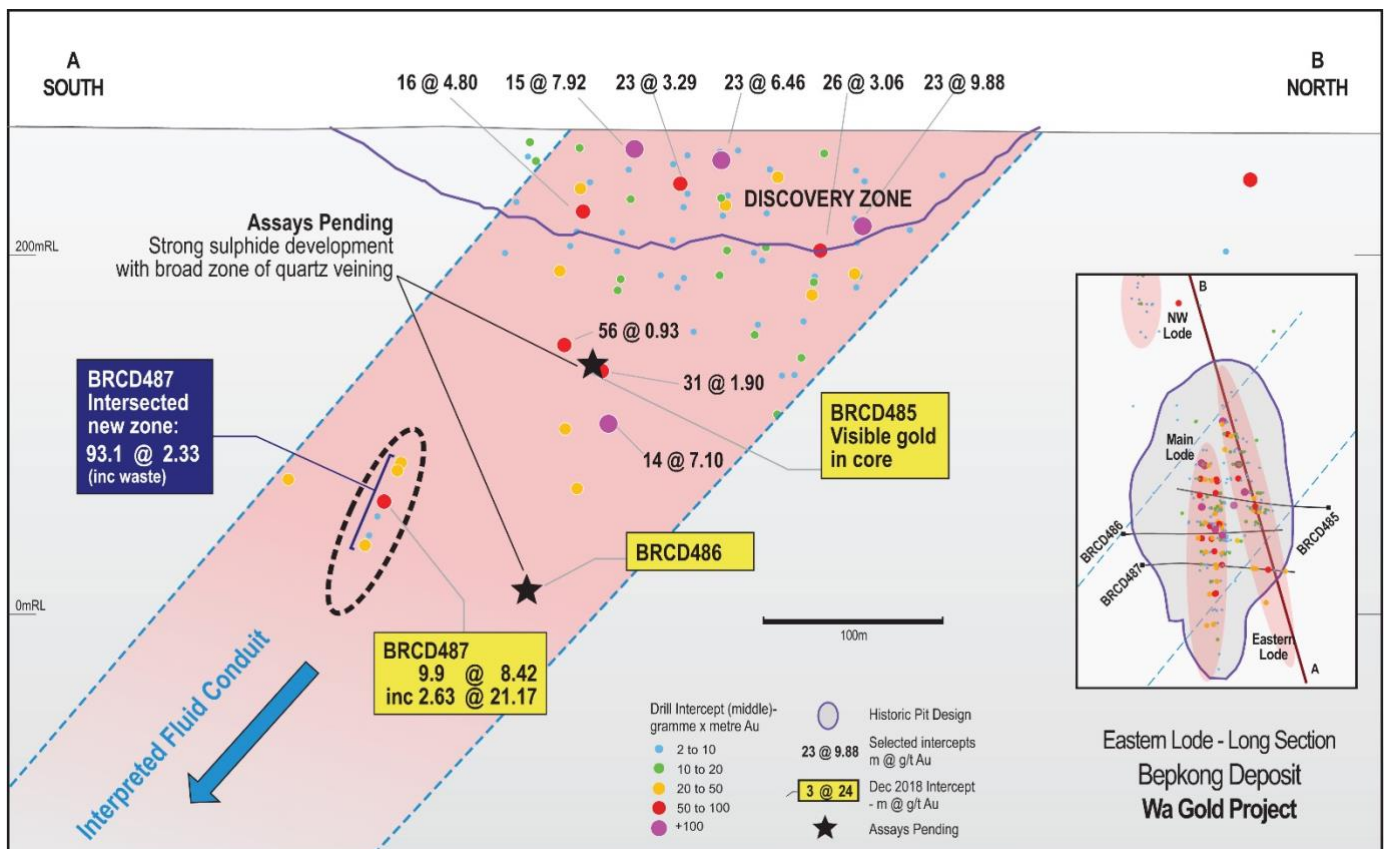 A
SOUTH
B
NORTH
16 @ 4.80
15 @ 7.92
23 @ 3.29
23 @ 6.46
26 @ 3.06
23 @ 9.88
DISCOVERY ZONE
Assays Pending
Strong sulphide development
with broad zone of quartz veining
200mRL
56 @ 0.93
31 @ 1.90
14 @ 7.10
BRCD487
Intersected
new zone:
93.1 @ 2.33
(inc waste)
BRCD485
Visible gold
in core
BRCD486
0mRL
100m
BRCD487
9.9 @ 8.42
inc 2.63 @ 21.17
Interpreted Fluid Conduit
B
NW
Lode
Main
Lode
BRCD486
BRCD485
BRCD487
Eastern
Lode
A
Drill Intercept (middle)-
gramme x metre Au
2 to 10
10 to 20
20 to 50
50 to 100
+100
Historic Pit Design
23 @ 9.88
Selected intercepts
m @ g/t Au
3 @ 24
Dec 2018 Intercept
- m @ g/t Au
Assays Pending
Eastern Lode - Long Section
Bepkong Deposit
Wa Gold Project